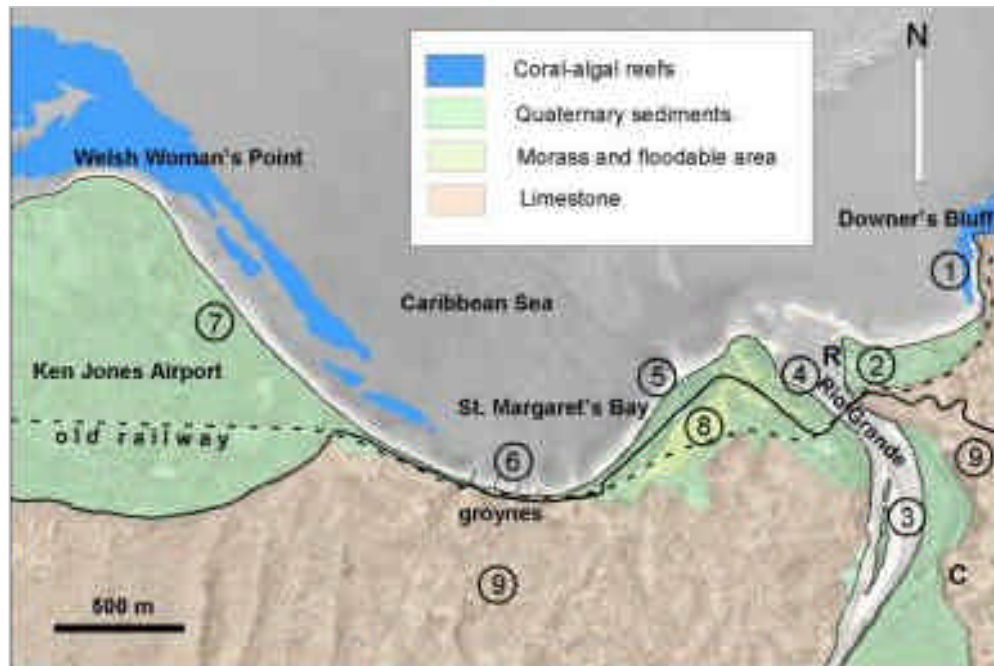 Coral-algal reefs
N
Quaternary sediments
Welsh Woman's Point
Morass and floodable area
Limestone
Downer's Bluff
1
Caribbean Sea
7
R
2
Ken Jones Airport
5
4
Rio Grande
St. Margaret's Bay
8
old railway
6
9
groynes
3
9
C
500 m